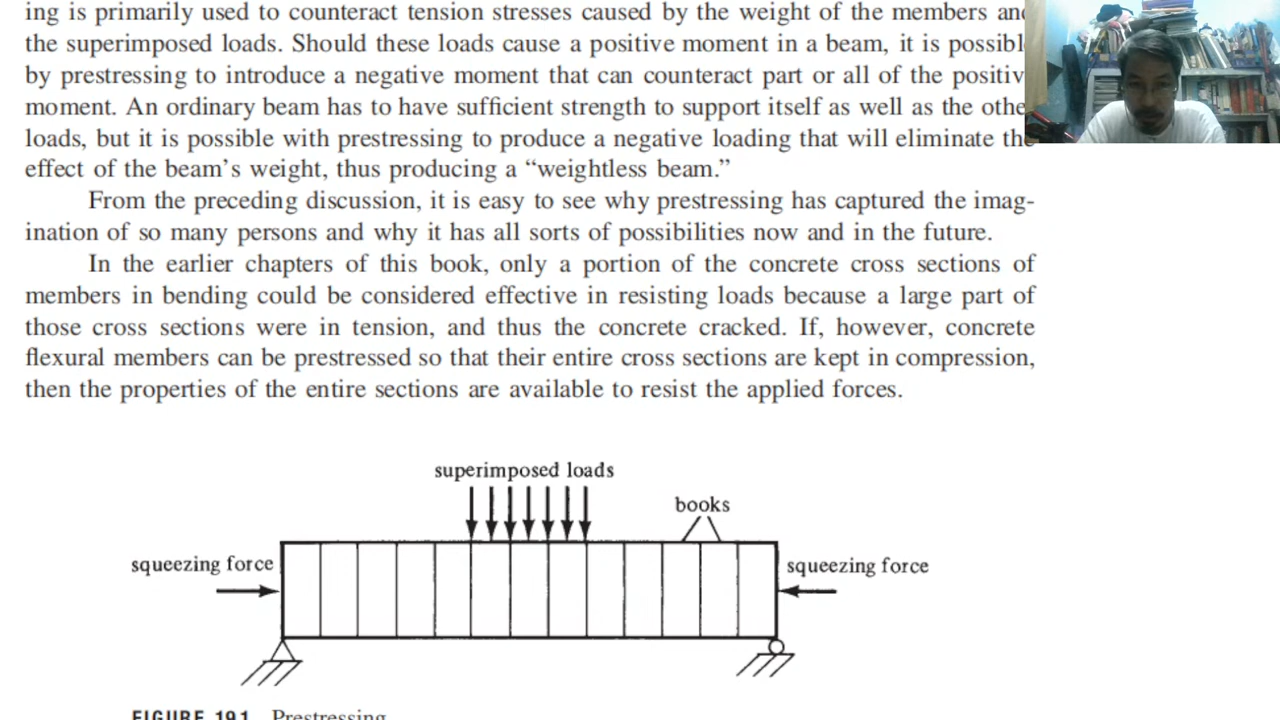 ing is primarily used to counteract tension stresses caused by the weight of the members and
the superimposed loads. Should these loads cause a positive moment in a beam, it is possibl
by prestressing to introduce a negative moment that can counteract part or all of the positiv
moment. An ordinary beam has to have sufficient strength to support itself as well as the othe
loads, but it is possible with prestressing to produce a negative loading that will eliminate the
effect of the beam's weight, thus producing a “weightless beam.”
From the preceding discussion, it is easy to see why prestressing has captured the imag-
ination of so many persons and why it has all sorts of possibilities now and in the future.
In the earlier chapters of this book, only a portion of the concrete cross sections of
members in bending could be considered effective in resisting loads because a large part of
those cross sections were in tension, and thus the concrete cracked. If, however, concrete
flexural members can be prestressed so that their entire cross sections are kept in compression,
then the properties of the entire sections are available to resist the applied forces.
superimposed loads
books
squeezing force
squeezing force
FIGURE 19.1 Prestressing.